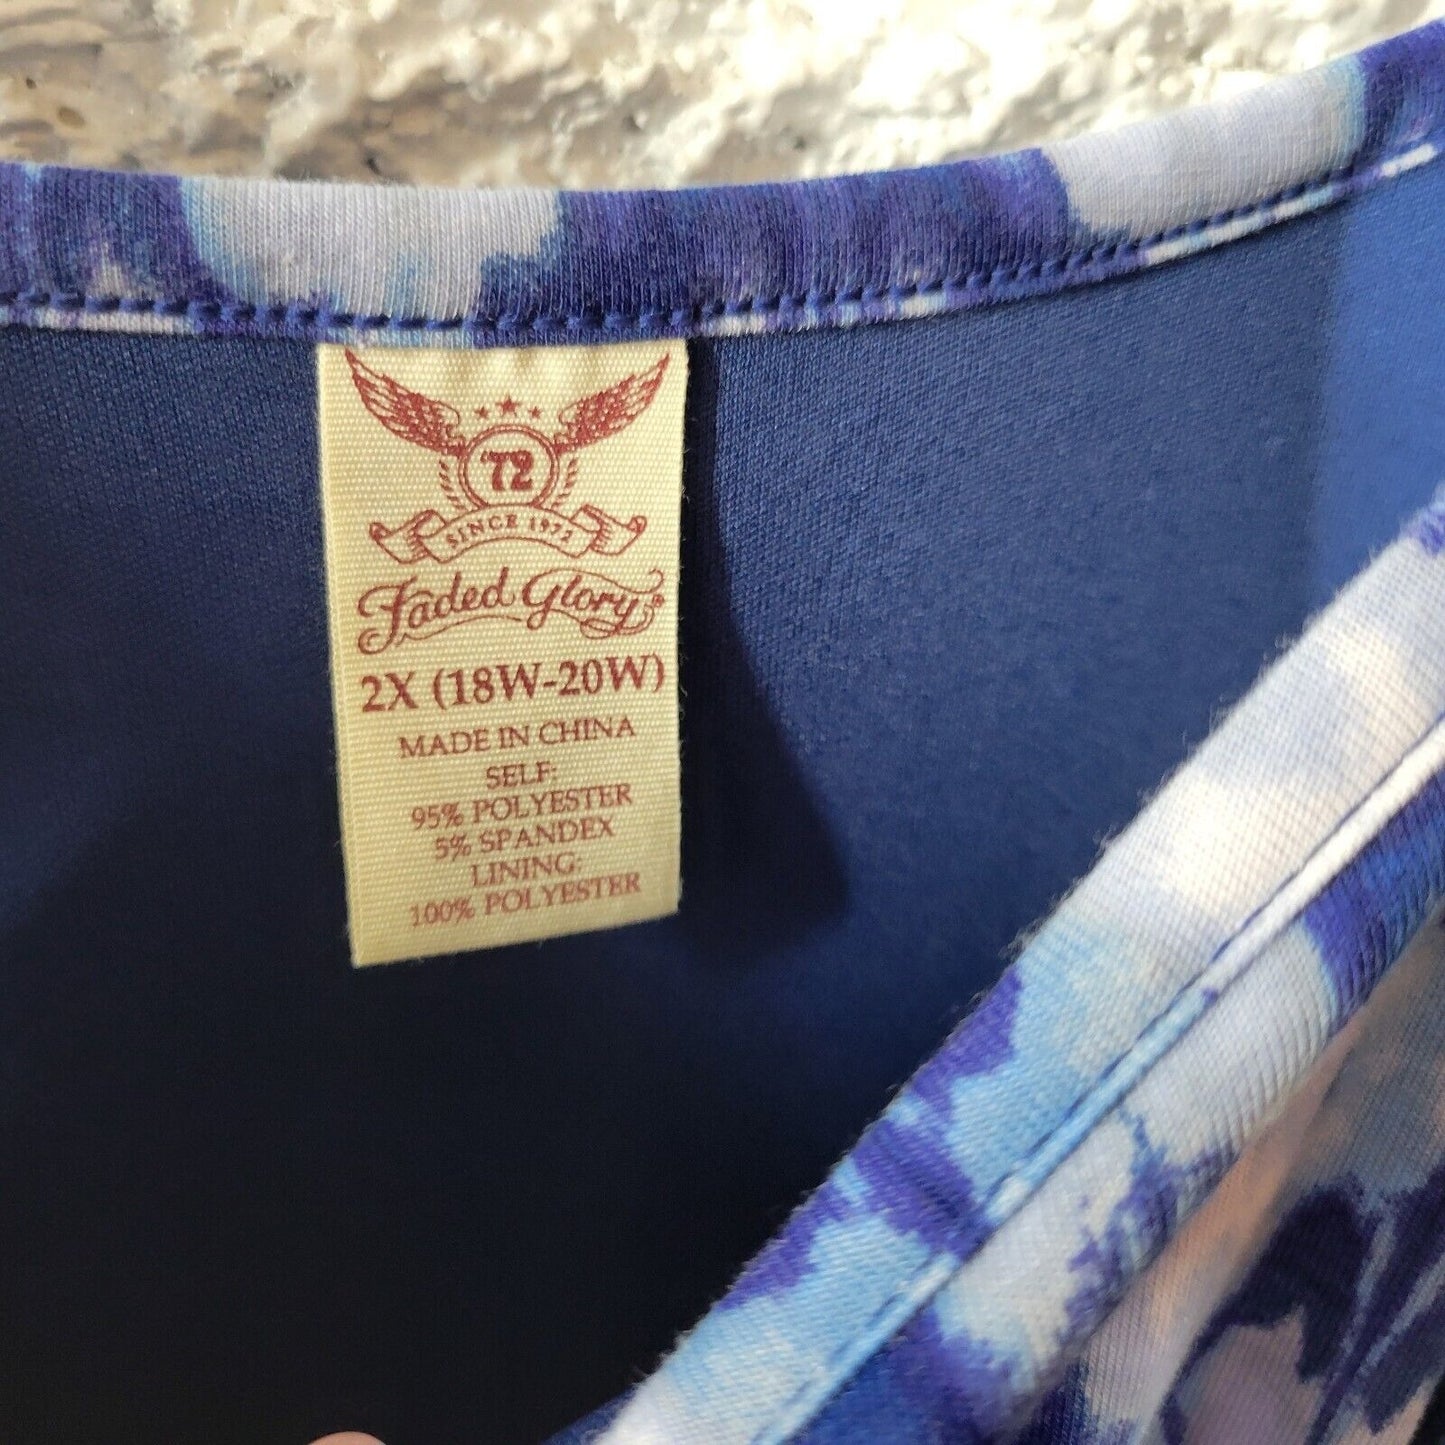 72
SINCE 1972
Faded Glory®
2X (18W-20W)
MADE IN CHINA
SELF:
95% POLYESTER
5% SPANDEX
LINING:
100% POLYESTER